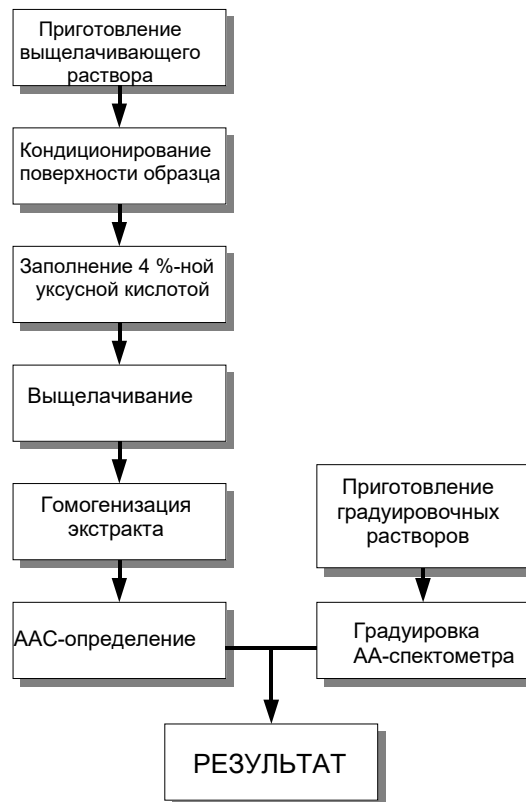 Приготовление
выщелачивающего
раствора
Кондиционирование
поверхности образца
Заполнение 4 %-ной
уксусной кислотой
Выщелачивание
Гомогенизация
экстракта
Приготовление
градуировочных
растворов
ААС-определение
Градуировка
АА-спектометра
РЕЗУЛЬТАТ